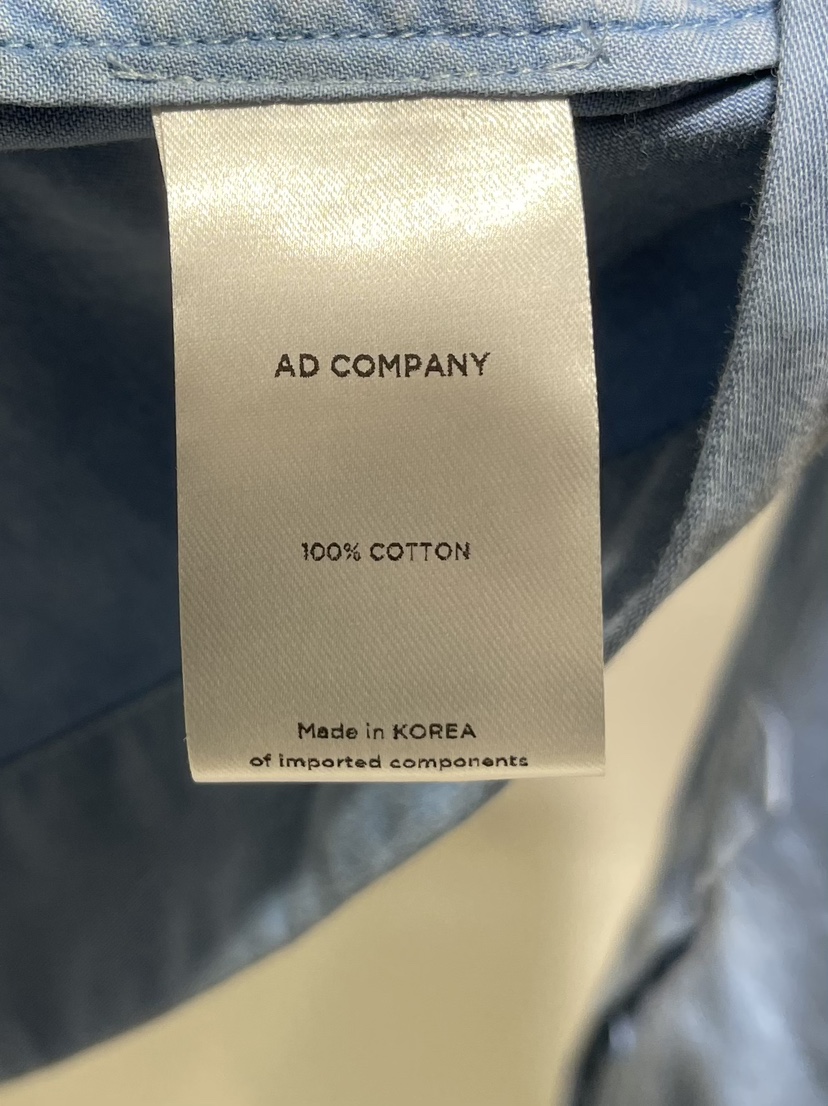 AD COMPANY
100% COTTON
Made in KOREA
of imported components